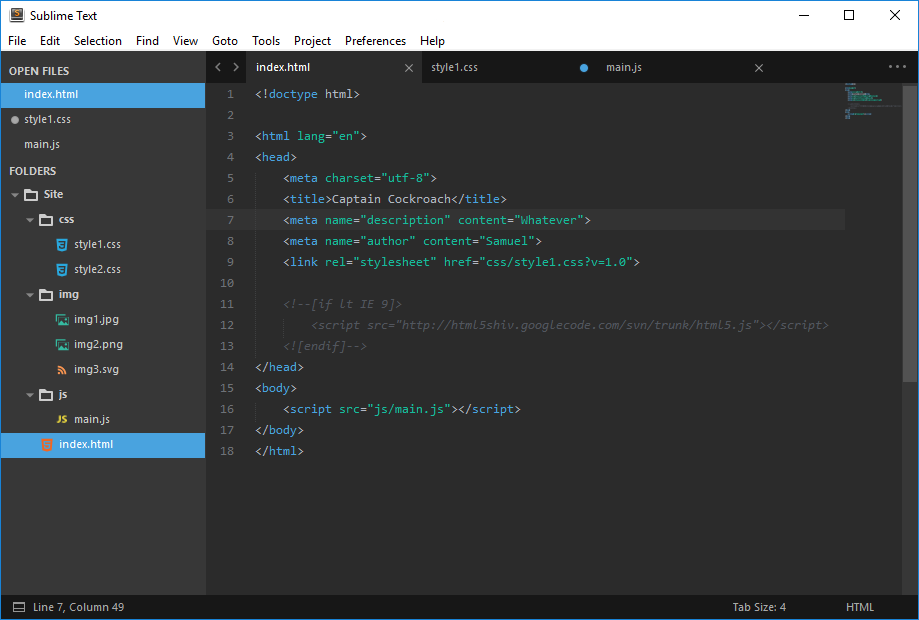 Sublime Text
File Edit Selection Find View Goto Tools Project Preferences Help
OPEN FILES
index.html
style1.css
main.js
FOLDERS
Site
css
style1.css
style2.css
img
img1.jpg
img2.png
img3.svg
js
JS main.js
index.html
index.html style1.css main.js
1 <!doctype html>
2
3 <html lang="en">
4 <head>
5 <meta charset="utf-8">
6 <title>Captain Cockroach</title>
7 <meta name="description" content="Whatever">
8 <meta name="author" content="Samuel">
9 <link rel="stylesheet" href="css/style1.css?v=1.0">
10
11 <!--[if lt IE 9]>
12 <script src="http://html5shiv.googlecode.com/svn/trunk/html5.js"></script>
13 <![endif]-->
14 </head>
15 <body>
16 <script src="js/main.js"></script>
17 </body>
18 </html>
Line 7, Column 49 Tab Size: 4 HTML